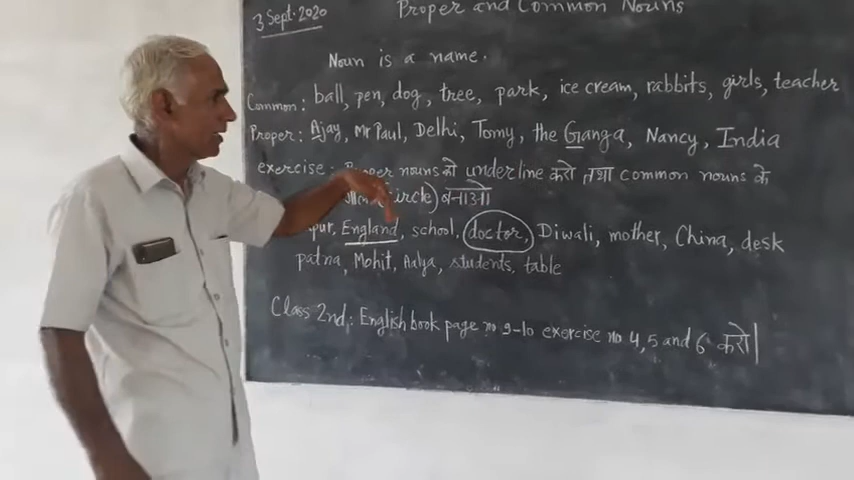 3 Sept. 2020
Proper and Common Nouns
Noun is a name.
Common: ball, pen, dog, tree, park, ice cream, rabbits, girls, teacher
Proper: Ajay, Mr Paul, Delhi, Tomy, the Ganga, Nancy, India
exercise: Proper nouns को underline करो तथा common nouns के
(circle) बनाओ।
pur, England, school, doctor, Diwali, mother, China, desk
patna, Mohit, Aalya, students, table
Class 2nd: English book page no 9-10 exercise no 4, 5 and 6 करो|